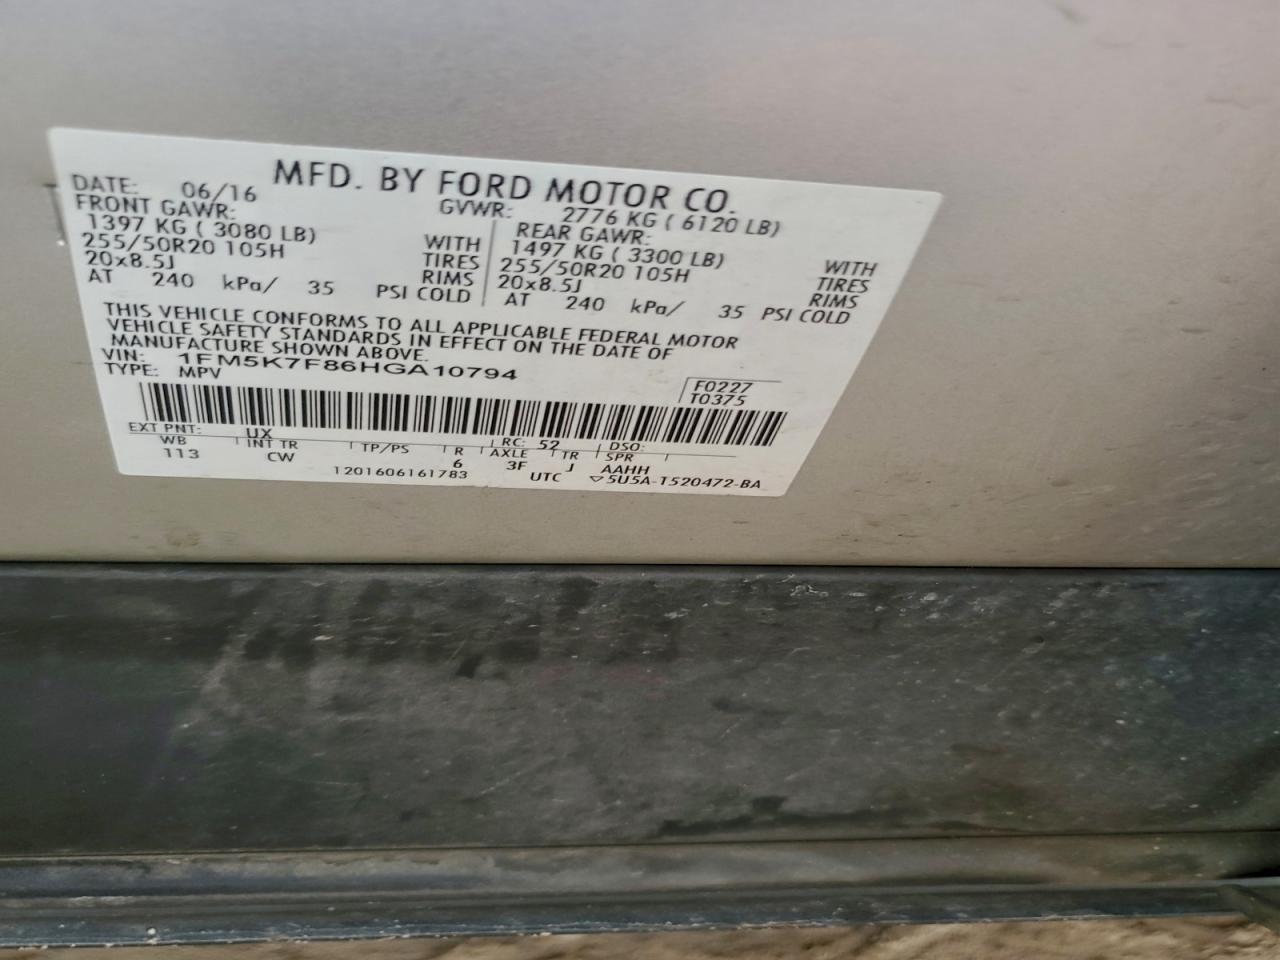 MFD. BY FORD MOTOR CO.
DATE: 06/16 GVWR: 2776 KG ( 6120 LB)
FRONT GAWR: REAR GAWR:
1397 KG ( 3080 LB) WITH 1497 KG ( 3300 LB) WITH
255/50R20 105H TIRES 255/50R20 105H TIRES
20x8.5J RIMS 20x8.5J RIMS
AT 240 kPa/ 35 PSI COLD AT 240 kPa/ 35 PSI COLD
THIS VEHICLE CONFORMS TO ALL APPLICABLE FEDERAL MOTOR
VEHICLE SAFETY STANDARDS IN EFFECT ON THE DATE OF
MANUFACTURE SHOWN ABOVE.
VIN: 1FM5K7F86HGA10794
TYPE: MPV F0227
T0375
EXT PNT: UX RC: 52 DSO:
WB INT TR TP/PS R AXLE TR SPR
113 CW 6 3F J AAHH
1201606161783 UTC ▽5U5A-1520472-BA